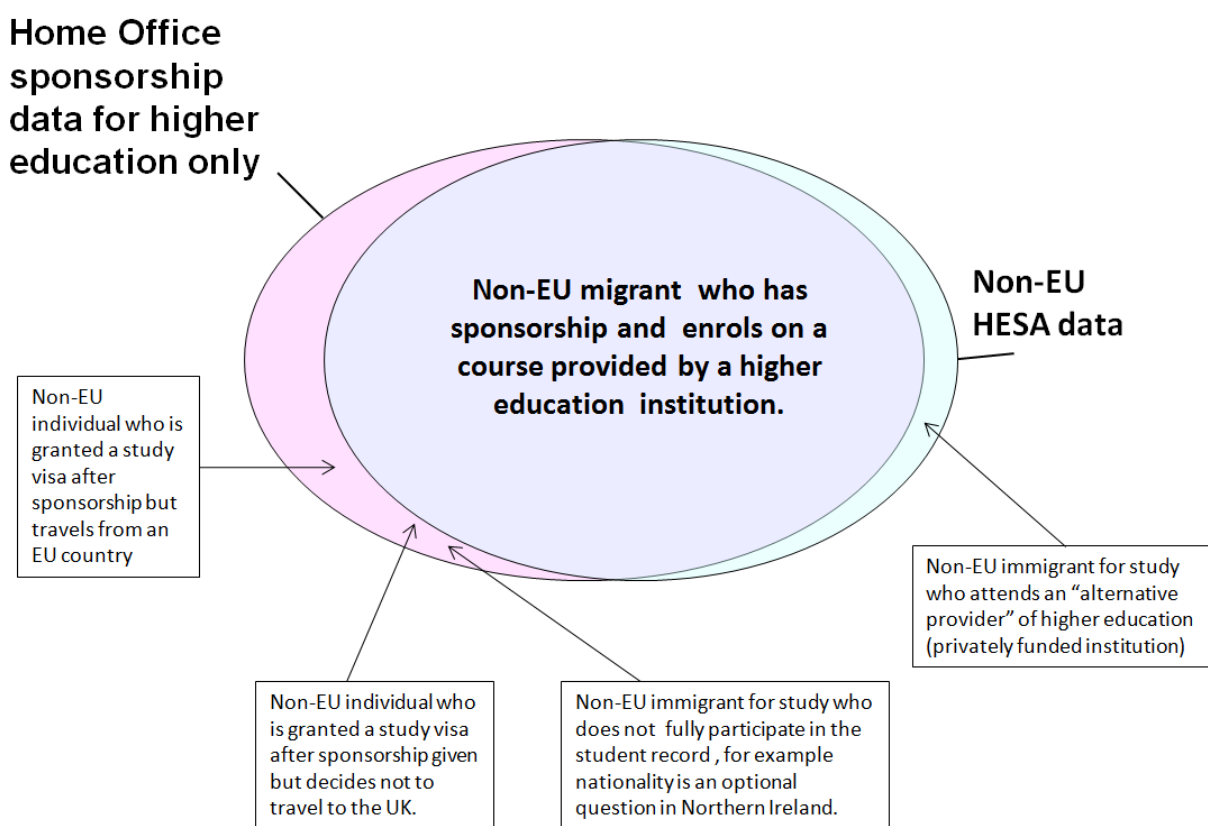 Home Office
sponsorship
data for higher
education only
Non-EU migrant who has
sponsorship and enrols on a
course provided by a higher
education institution.
Non-EU
HESA data
Non-EU
individual who is
granted a study
visa after
sponsorship but
travels from an
EU country
Non-EU immigrant for study
who attends an “alternative
provider” of higher education
(privately funded institution)
Non-EU individual who
is granted a study visa
after sponsorship given
but decides not to
travel to the UK.
Non-EU immigrant for study who
does not fully participate in the
student record , for example
nationality is an optional
question in Northern Ireland.